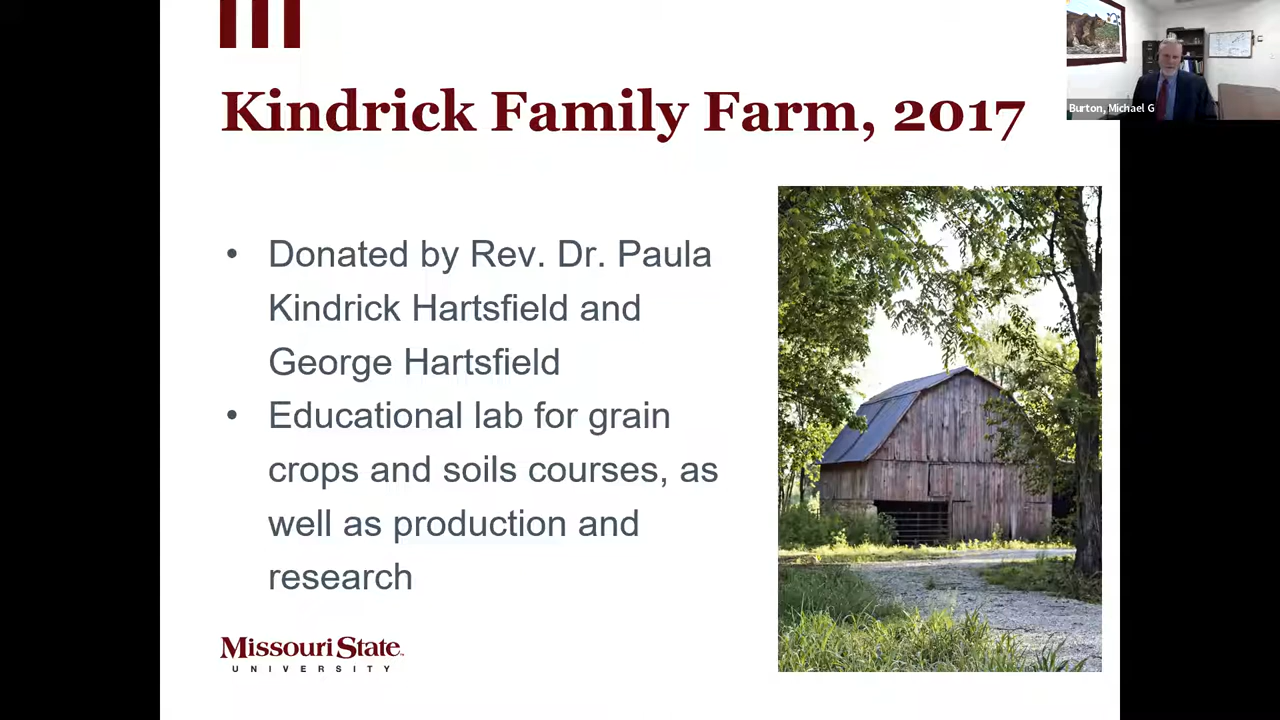 Kindrick Family Farm, 2017
Burton, Michael G
• Donated by Rev. Dr. Paula
Kindrick Hartsfield and
George Hartsfield
• Educational lab for grain
crops and soils courses, as
well as production and
research
Missouri State
UNIVERSITY